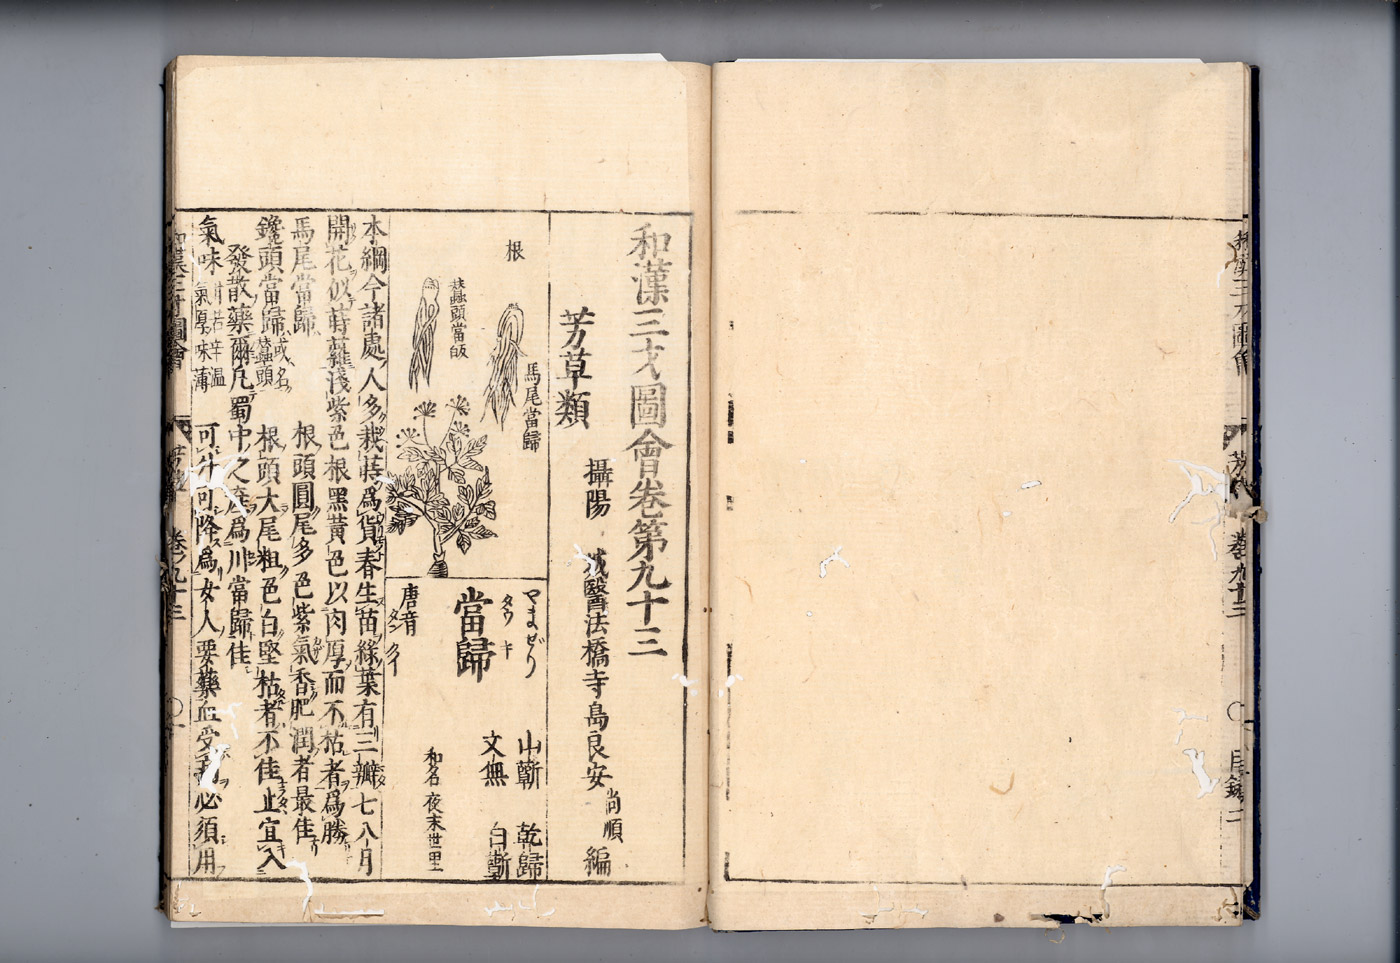 和漢三才圖會
卷九十三
目録二
和漢三才圖會卷第九十三
攝陽 城醫法橋寺島良安尚順編
芳草類
根
馬尾當歸
蠶頭當皈
やまぜり
タウ キ
當歸
唐音
タン クイ
山蘄 乾歸
文無 白蘄
和名 夜末世里
本綱今諸處人多栽蒔爲貨春生苗綠葉有三瓣七八月
開花似蒔蘿淺紫色根黑黃色以肉厚而不枯者爲勝
馬尾當歸 根頭圓尾多色紫氣香肥潤者最佳
鑱頭當歸或名蠶頭 根頭大尾粗色白堅枯者不佳止宜入
發散藥爾凡蜀中之産爲川當歸佳
氣味甘苦辛温氣厚味薄 可升可降爲女人要藥血受病必須用
和漢三才圖會
芳草
卷ノ九十三